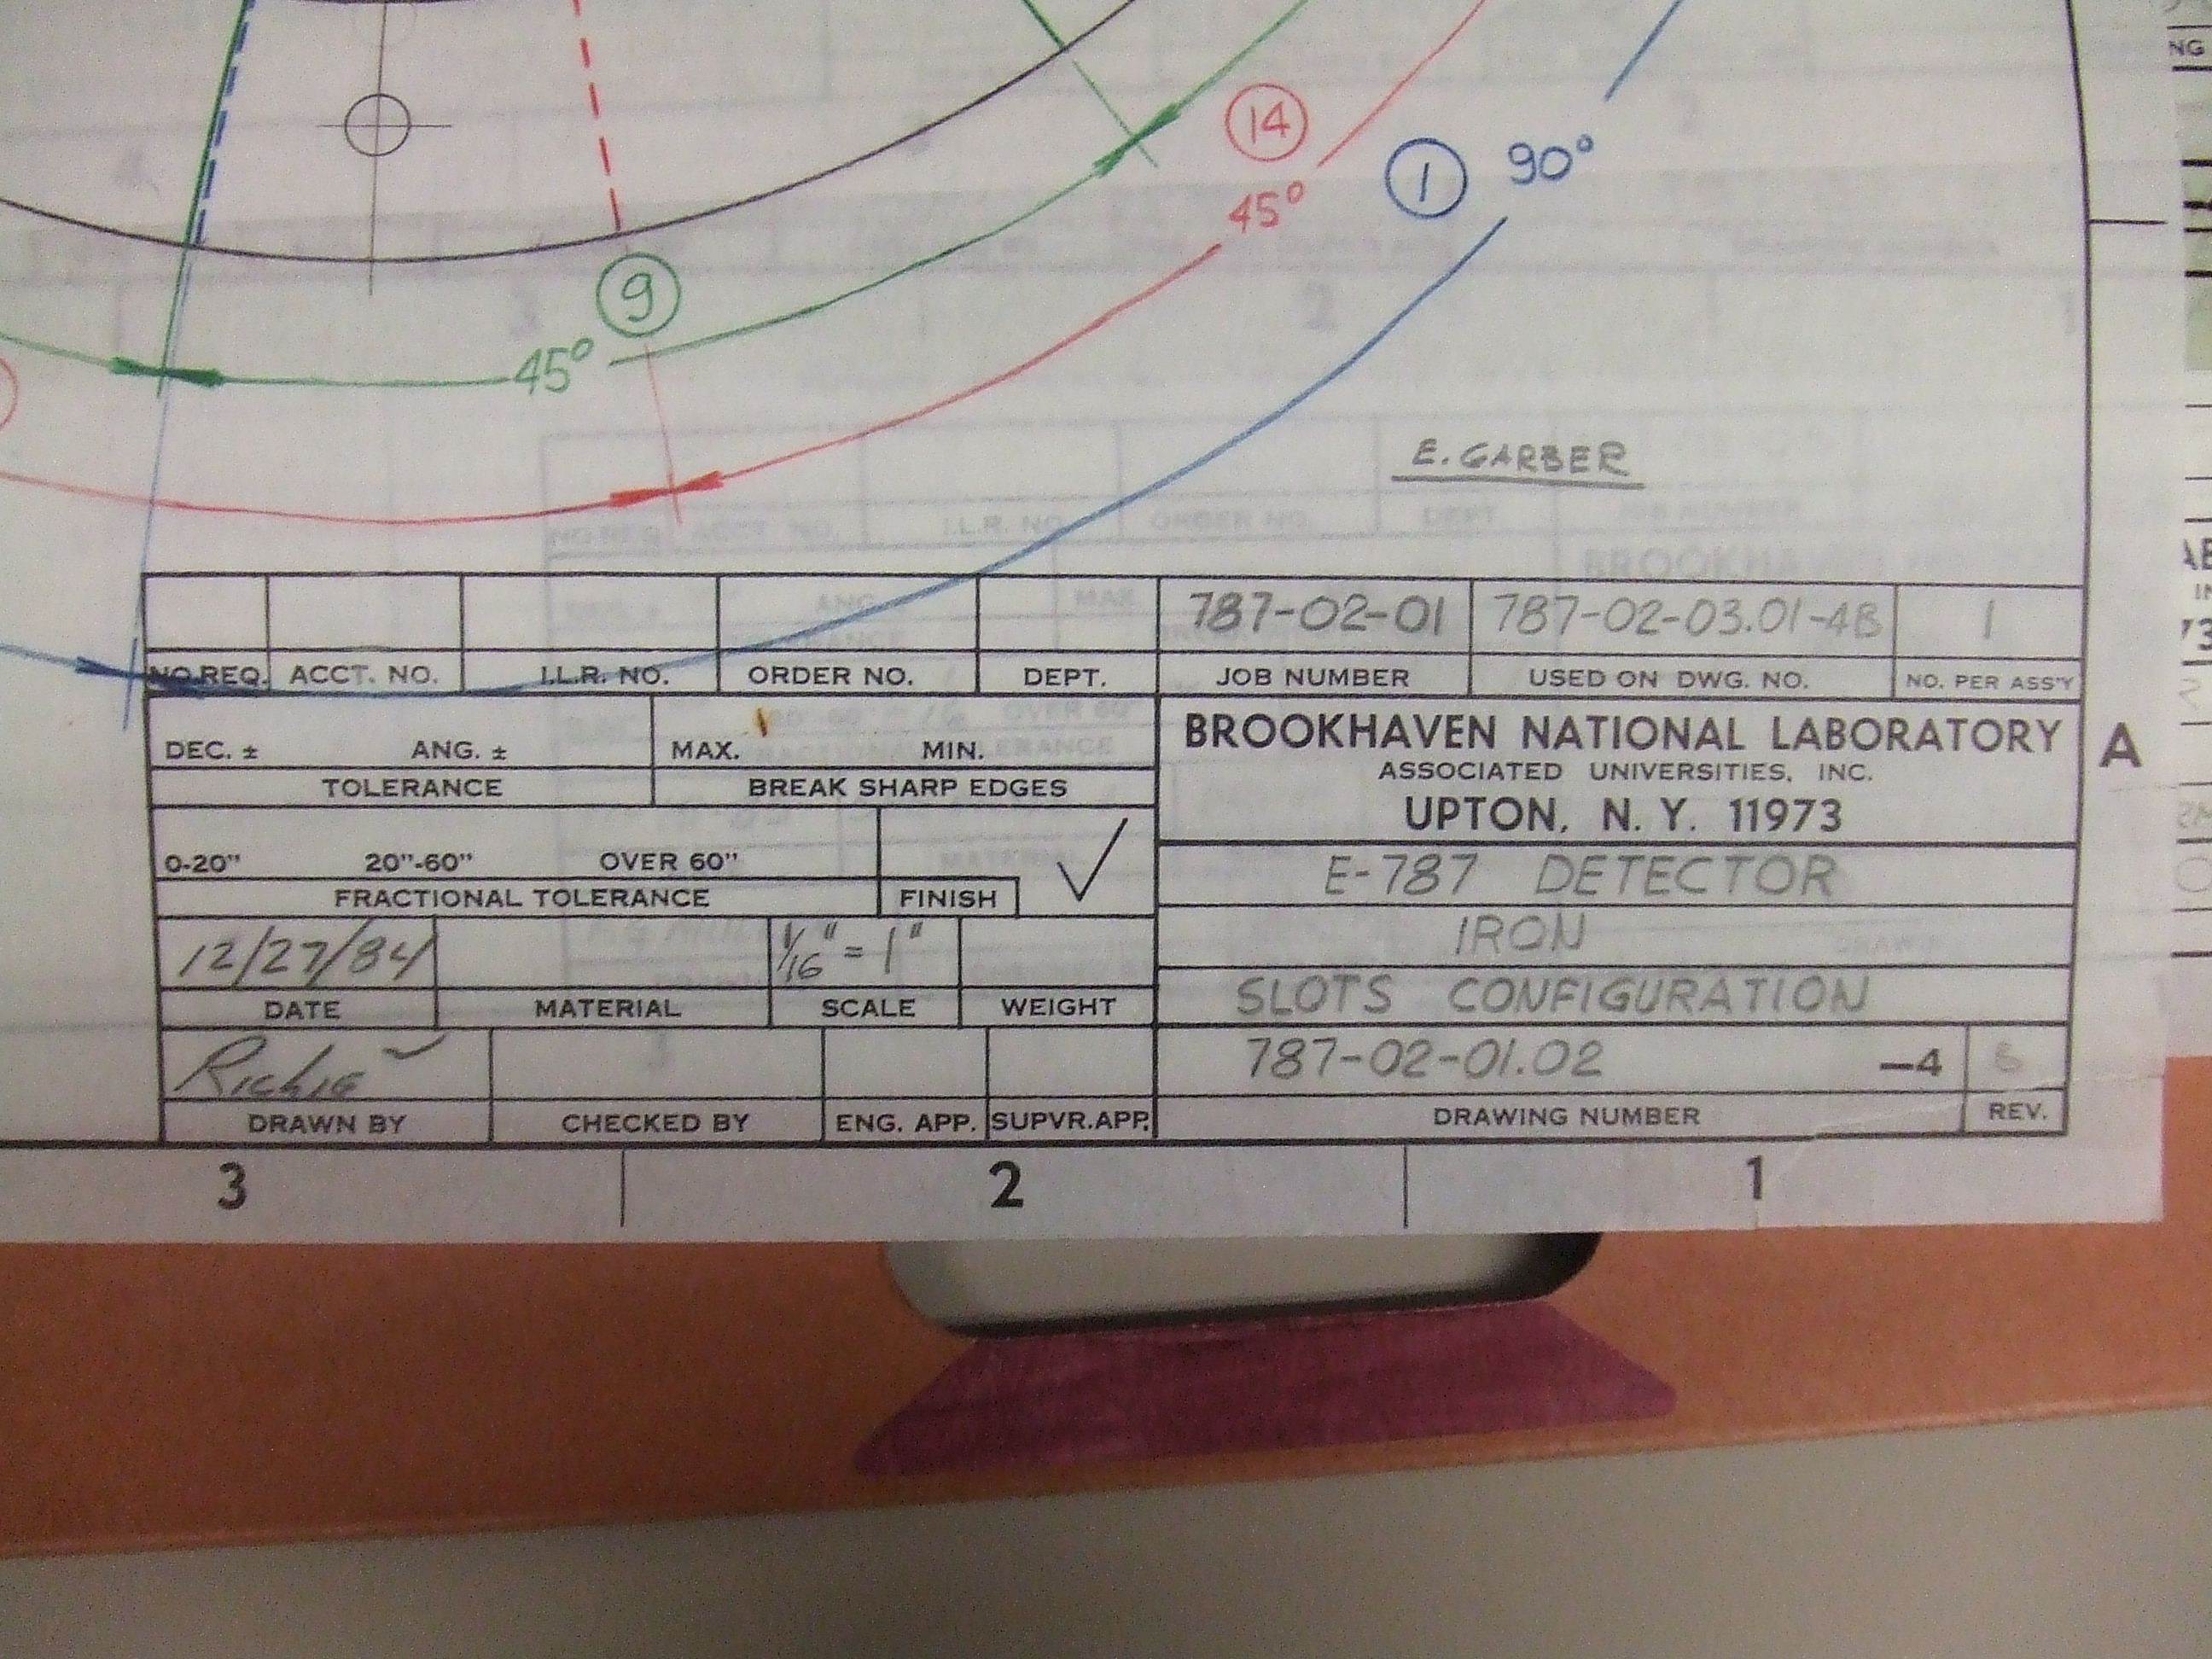 14
1 90°
45°
9
45°
E. GARBER
787-02-01 787-02-03.01-4B 1
NO. REQ. ACCT. NO. I.L.R. NO. ORDER NO. DEPT. JOB NUMBER USED ON DWG. NO. NO. PER ASS'Y
DEC. ± ANG. ± MAX. MIN.
TOLERANCE BREAK SHARP EDGES
0-20" 20"-60" OVER 60"
FRACTIONAL TOLERANCE FINISH
12/27/84 1/16" = 1"
DATE MATERIAL SCALE WEIGHT
Richie
DRAWN BY CHECKED BY ENG. APP. SUPVR. APP.
BROOKHAVEN NATIONAL LABORATORY
ASSOCIATED UNIVERSITIES, INC.
UPTON, N. Y. 11973
E-787 DETECTOR
IRON
SLOTS CONFIGURATION
787-02-01.02 -4
DRAWING NUMBER REV.
A
3 2 1